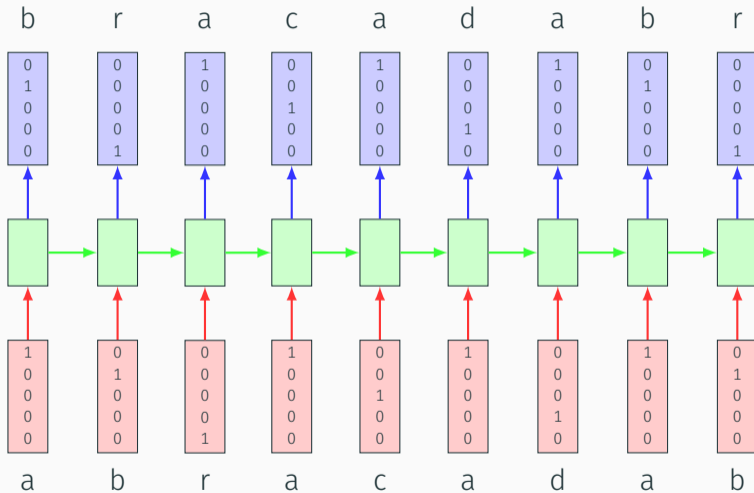 b r a c a d a b r
0 0 1 0 1 0 1 0 0
1 0 0 0 0 0 0 1 0
0 0 0 1 0 0 0 0 0
0 0 0 0 0 1 0 0 0
0 1 0 0 0 0 0 0 1
1 0 0 1 0 1 0 1 0
0 1 0 0 0 0 0 0 1
0 0 0 0 1 0 0 0 0
0 0 0 0 0 0 1 0 0
0 0 1 0 0 0 0 0 0
a b r a c a d a b